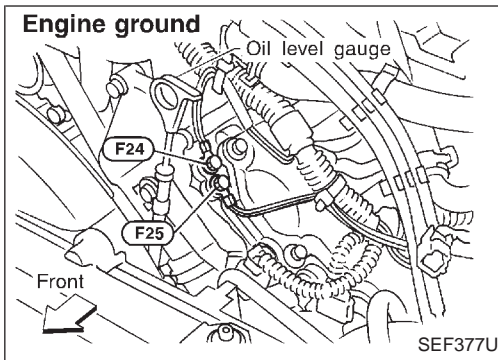 Engine ground
Oil level gauge
F24
F25
Front
SEF377U